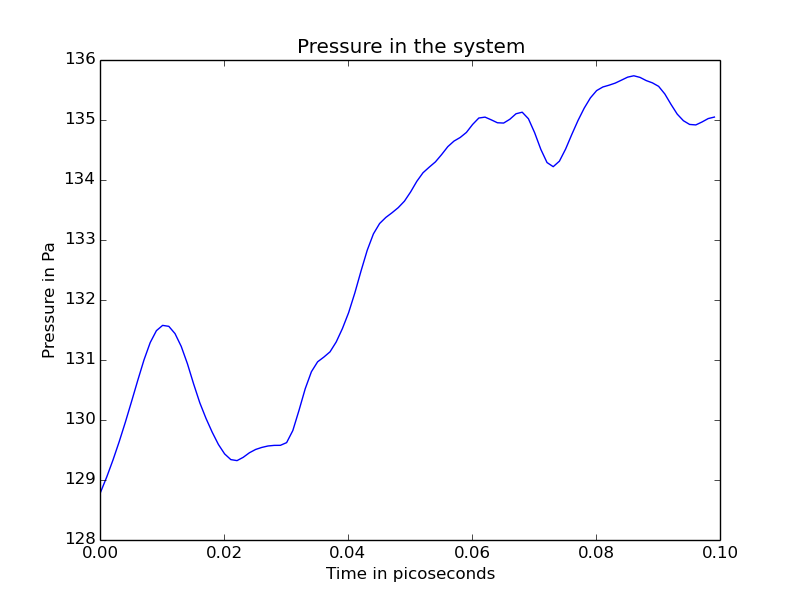 Pressure in the system
136
135
134
133
132
131
130
129
128
Pressure in Pa
0.00 0.02 0.04 0.06 0.08 0.10
Time in picoseconds